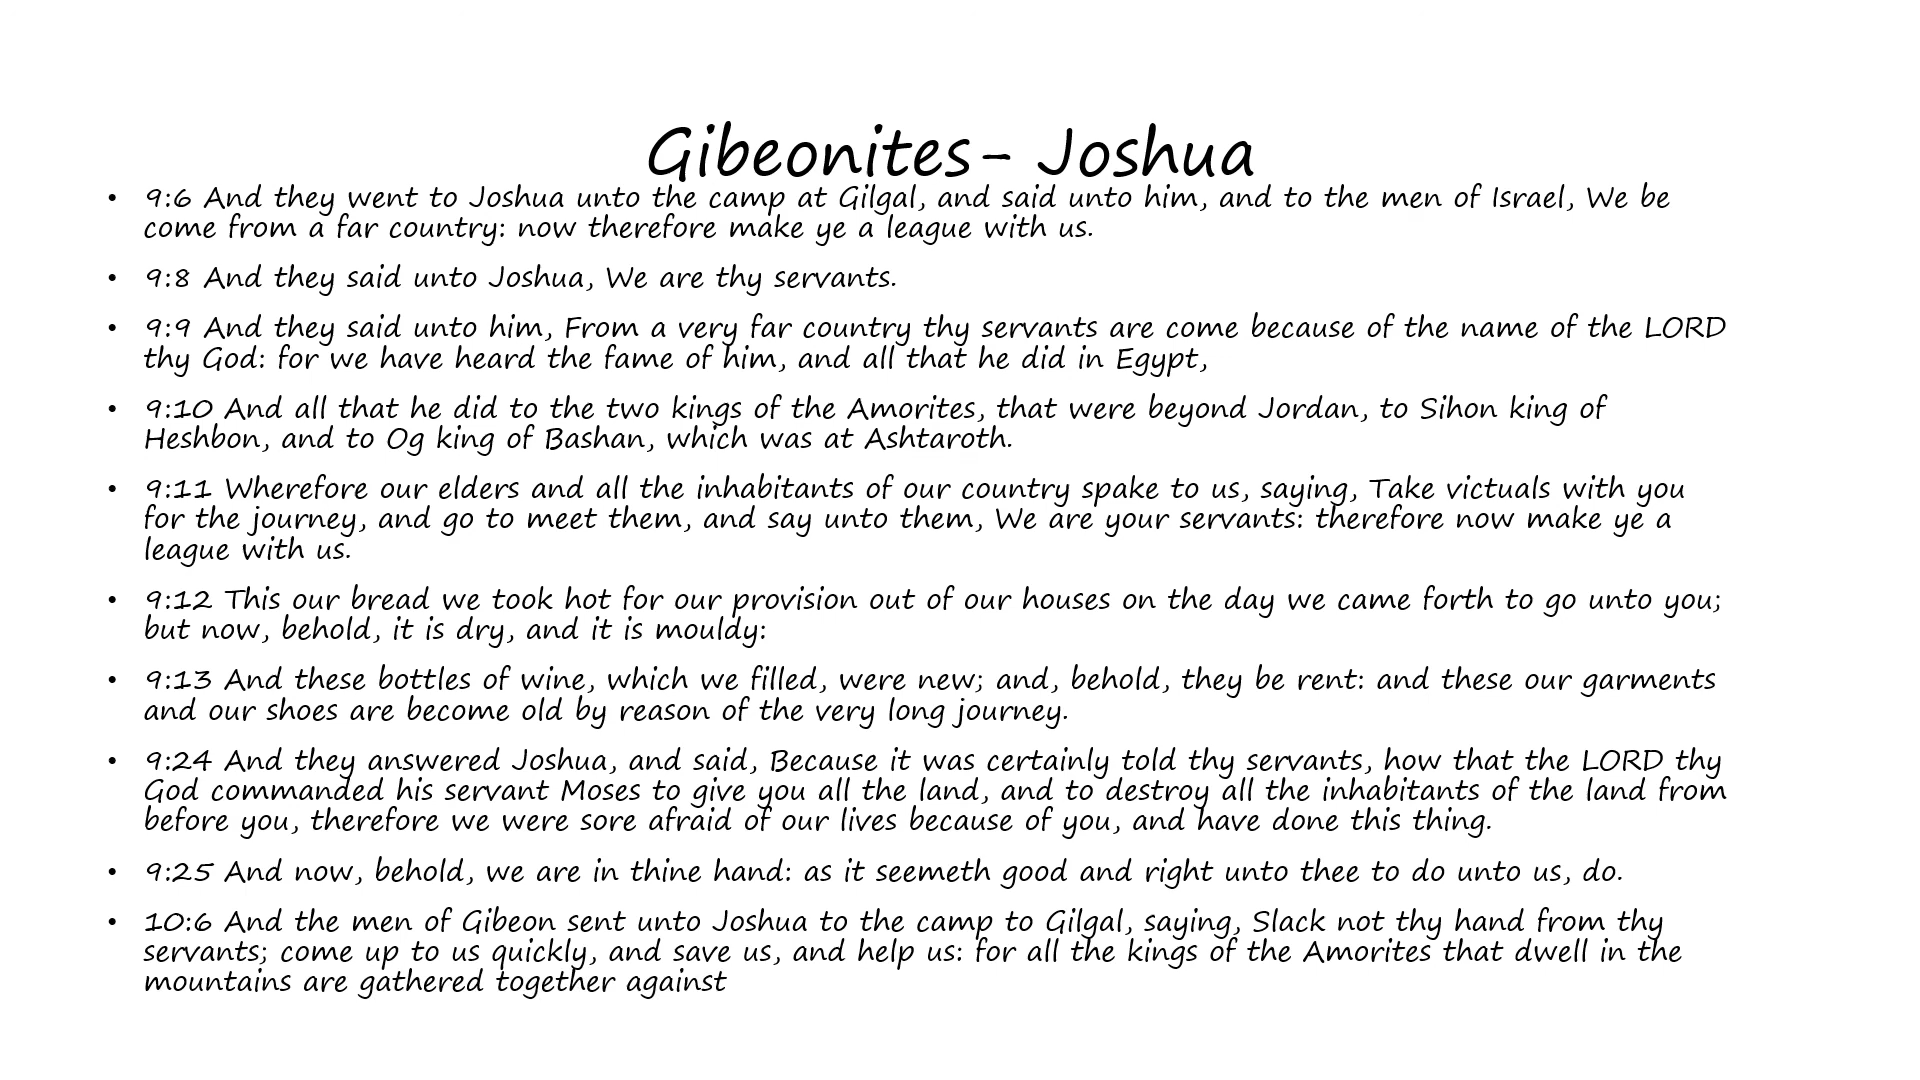 Gibeonites- Joshua
• 9:6 And they went to Joshua unto the camp at Gilgal, and said unto him, and to the men of Israel, We be
come from a far country: now therefore make ye a league with us.
• 9:8 And they said unto Joshua, We are thy servants.
• 9:9 And they said unto him, From a very far country thy servants are come because of the name of the LORD
thy God: for we have heard the fame of him, and all that he did in Egypt,
• 9:10 And all that he did to the two kings of the Amorites, that were beyond Jordan, to Sihon king of
Heshbon, and to Og king of Bashan, which was at Ashtaroth.
• 9:11 Wherefore our elders and all the inhabitants of our country spake to us, saying, Take victuals with you
for the journey, and go to meet them, and say unto them, We are your servants: therefore now make ye a
league with us.
• 9:12 This our bread we took hot for our provision out of our houses on the day we came forth to go unto you;
but now, behold, it is dry, and it is mouldy:
• 9:13 And these bottles of wine, which we filled, were new; and, behold, they be rent: and these our garments
and our shoes are become old by reason of the very long journey.
• 9:24 And they answered Joshua, and said, Because it was certainly told thy servants, how that the LORD thy
God commanded his servant Moses to give you all the land, and to destroy all the inhabitants of the land from
before you, therefore we were sore afraid of our lives because of you, and have done this thing.
• 9:25 And now, behold, we are in thine hand: as it seemeth good and right unto thee to do unto us, do.
• 10:6 And the men of Gibeon sent unto Joshua to the camp to Gilgal, saying, Slack not thy hand from thy
servants; come up to us quickly, and save us, and help us: for all the kings of the Amorites that dwell in the
mountains are gathered together against